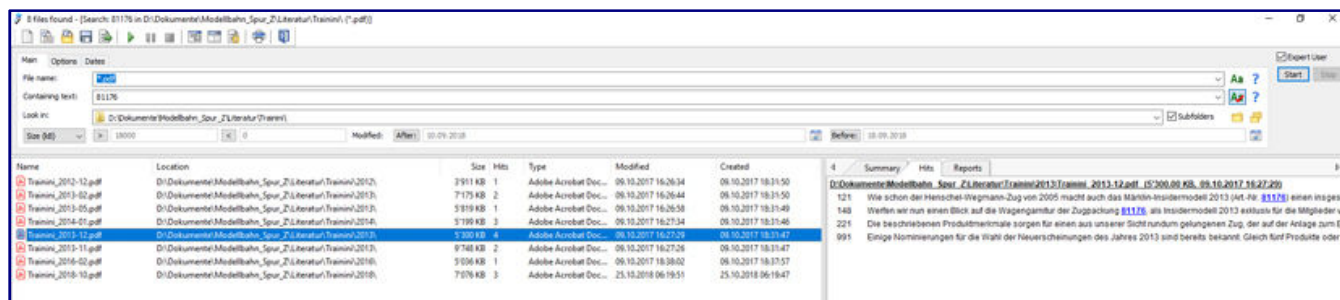 8 files found - [Search: 81176 in D:\Dokumente\Modellbahn_Spur_Z\Literatur\Trainini\ (*.pdf)]
Main Options Dates
File name: *.pdf
Containing text: 81176
Look in: D:\Dokumente\Modellbahn_Spur_Z\Literatur\Trainini\ Subfolders
Expert User
Start Stop
Size (kB) > 18000 < 0 Modified: After: 10.09.2018 Before: 18.09.2018
Name Location Size Hits Type Modified Created
Trainini_2012-12.pdf D:\Dokumente\Modellbahn_Spur_Z\Literatur\Trainini\2012\ 3'911 KB 1 Adobe Acrobat Doc... 09.10.2017 16:26:34 09.10.2017 18:31:50
Trainini_2013-02.pdf D:\Dokumente\Modellbahn_Spur_Z\Literatur\Trainini\2013\ 7'175 KB 2 Adobe Acrobat Doc... 09.10.2017 16:26:43 09.10.2017 18:31:50
Trainini_2013-05.pdf D:\Dokumente\Modellbahn_Spur_Z\Literatur\Trainini\2013\ 5'819 KB 1 Adobe Acrobat Doc... 09.10.2017 16:26:58 09.10.2017 18:31:49
Trainini_2014-01.pdf D:\Dokumente\Modellbahn_Spur_Z\Literatur\Trainini\2014\ 5'199 KB 3 Adobe Acrobat Doc... 09.10.2017 16:27:34 09.10.2017 18:31:46
Trainini_2013-12.pdf D:\Dokumente\Modellbahn_Spur_Z\Literatur\Trainini\2013\ 5'300 KB 4 Adobe Acrobat Doc... 09.10.2017 16:27:29 09.10.2017 18:31:47
Trainini_2013-11.pdf D:\Dokumente\Modellbahn_Spur_Z\Literatur\Trainini\2013\ 9'748 KB 2 Adobe Acrobat Doc... 09.10.2017 16:27:26 09.10.2017 18:31:47
Trainini_2016-02.pdf D:\Dokumente\Modellbahn_Spur_Z\Literatur\Trainini\2016\ 5'036 KB 1 Adobe Acrobat Doc... 09.10.2017 18:38:02 09.10.2017 18:37:57
Trainini_2018-10.pdf D:\Dokumente\Modellbahn_Spur_Z\Literatur\Trainini\2018\ 7'076 KB 3 Adobe Acrobat Doc... 25.10.2018 06:19:51 25.10.2018 06:19:47
Summary Hits Reports
D:\Dokumente\Modellbahn_Spur_Z\Literatur\Trainini\2013\Trainini_2013-12.pdf (5'300.00 KB, 09.10.2017 16:27:29)
121 Wie schon der Henschel-Wegmann-Zug von 2005 macht auch das Märklin-Insidermodell 2013 (Art.-Nr. 81176) einen insges
148 Werfen wir nun einen Blick auf die Wagengarnitur der Zugpackung 81176, als Insidermodell 2013 exklusiv für die Mitglieder
221 Die beschriebenen Produktmerkmale sorgen für einen aus unserer Sicht rundum gelungenen Zug, der auf der Anlage zum
991 Einige Nominierungen für die Wahl der Neuerscheinungen des Jahres 2013 sind bereits bekannt: Gleich fünf Produkte oder